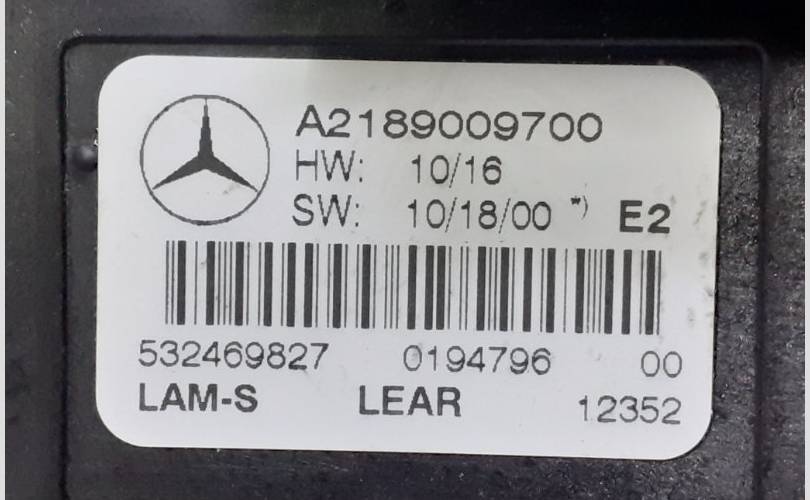 A2189009700
HW: 10/16
SW: 10/18/00 *) E2
532469827 0194796 00
LAM-S LEAR 12352